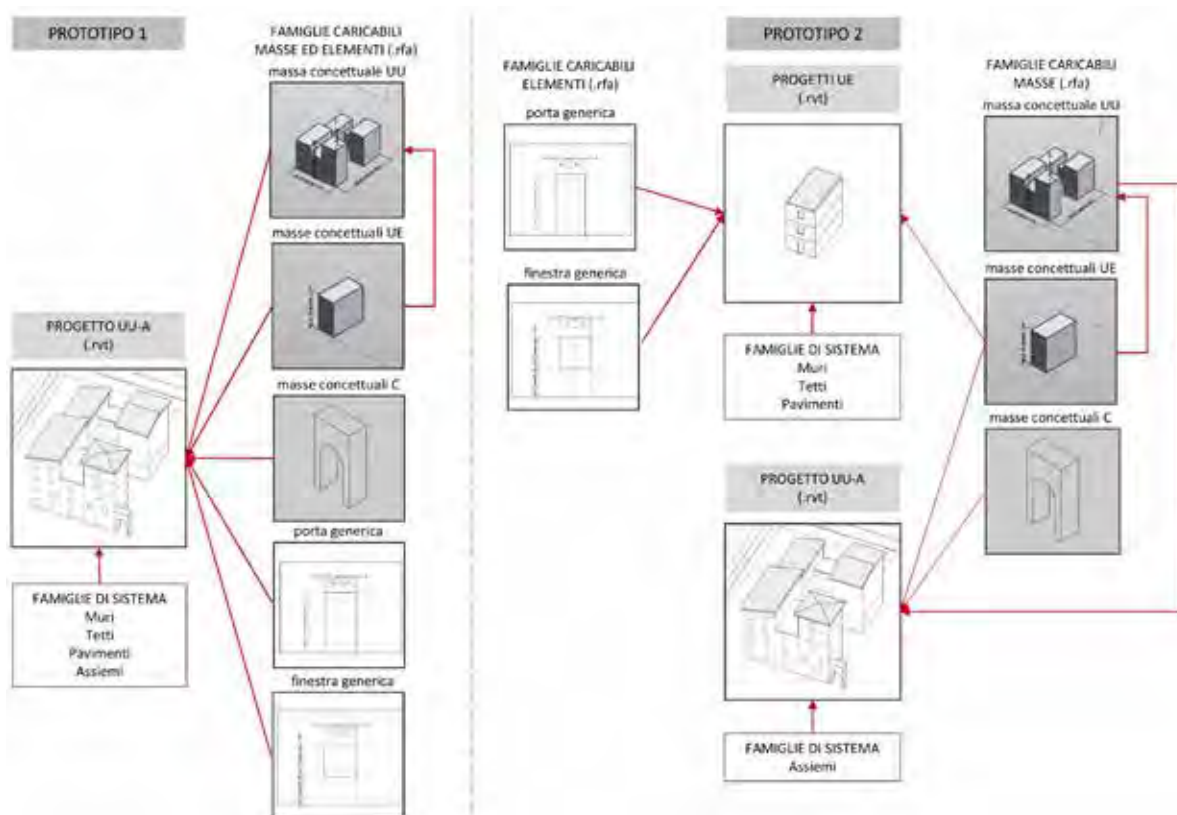 PROTOTIPO 1
FAMIGLIE CARICABILI
MASSE ED ELEMENTI (.rfa)
massa concettuale UU
masse concettuali UE
PROGETTO UU-A
(.rvt)
masse concettuali C
FAMIGLIE DI SISTEMA
Muri
Tetti
Pavimenti
Assiemi
porta generica
finestra generica
PROTOTIPO 2
FAMIGLIE CARICABILI
ELEMENTI (.rfa)
porta generica
finestra generica
PROGETTI UE
(.rvt)
FAMIGLIE DI SISTEMA
Muri
Tetti
Pavimenti
FAMIGLIE CARICABILI
MASSE (.rfa)
massa concettuale UU
masse concettuali UE
masse concettuali C
PROGETTO UU-A
(.rvt)
FAMIGLIE DI SISTEMA
Assiemi